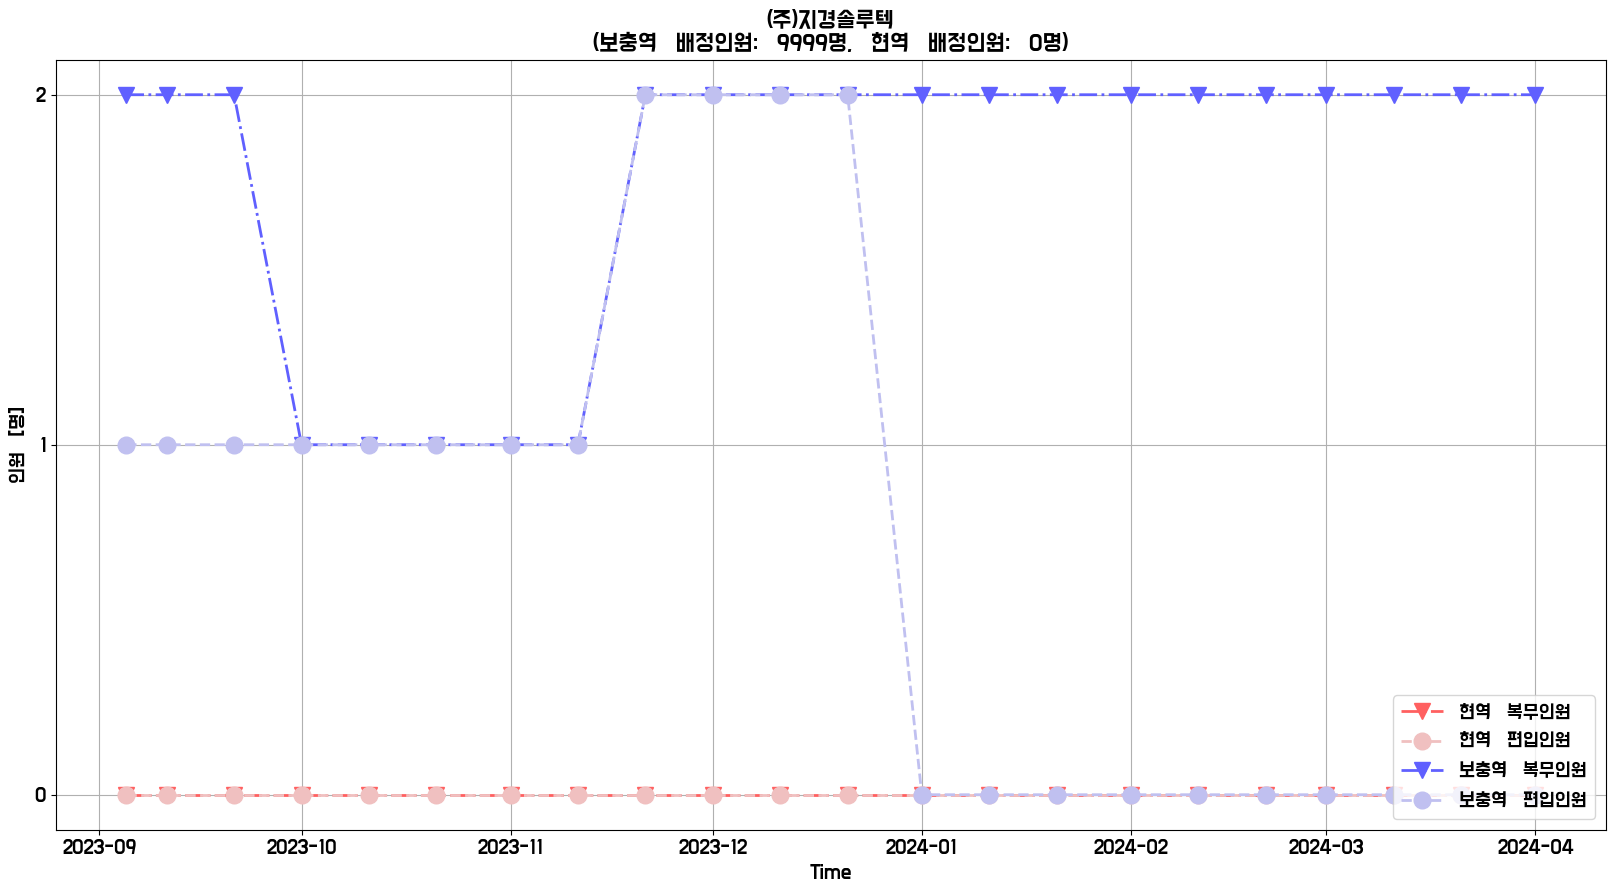 (주)지경솔루텍
(보충역 배정인원: 9999명, 현역 배정인원: 0명)
인원 [명]
2
1
0
현역 복무인원
현역 편입인원
보충역 복무인원
보충역 편입인원
2023-09 2023-10 2023-11 2023-12 2024-01 2024-02 2024-03 2024-04
Time